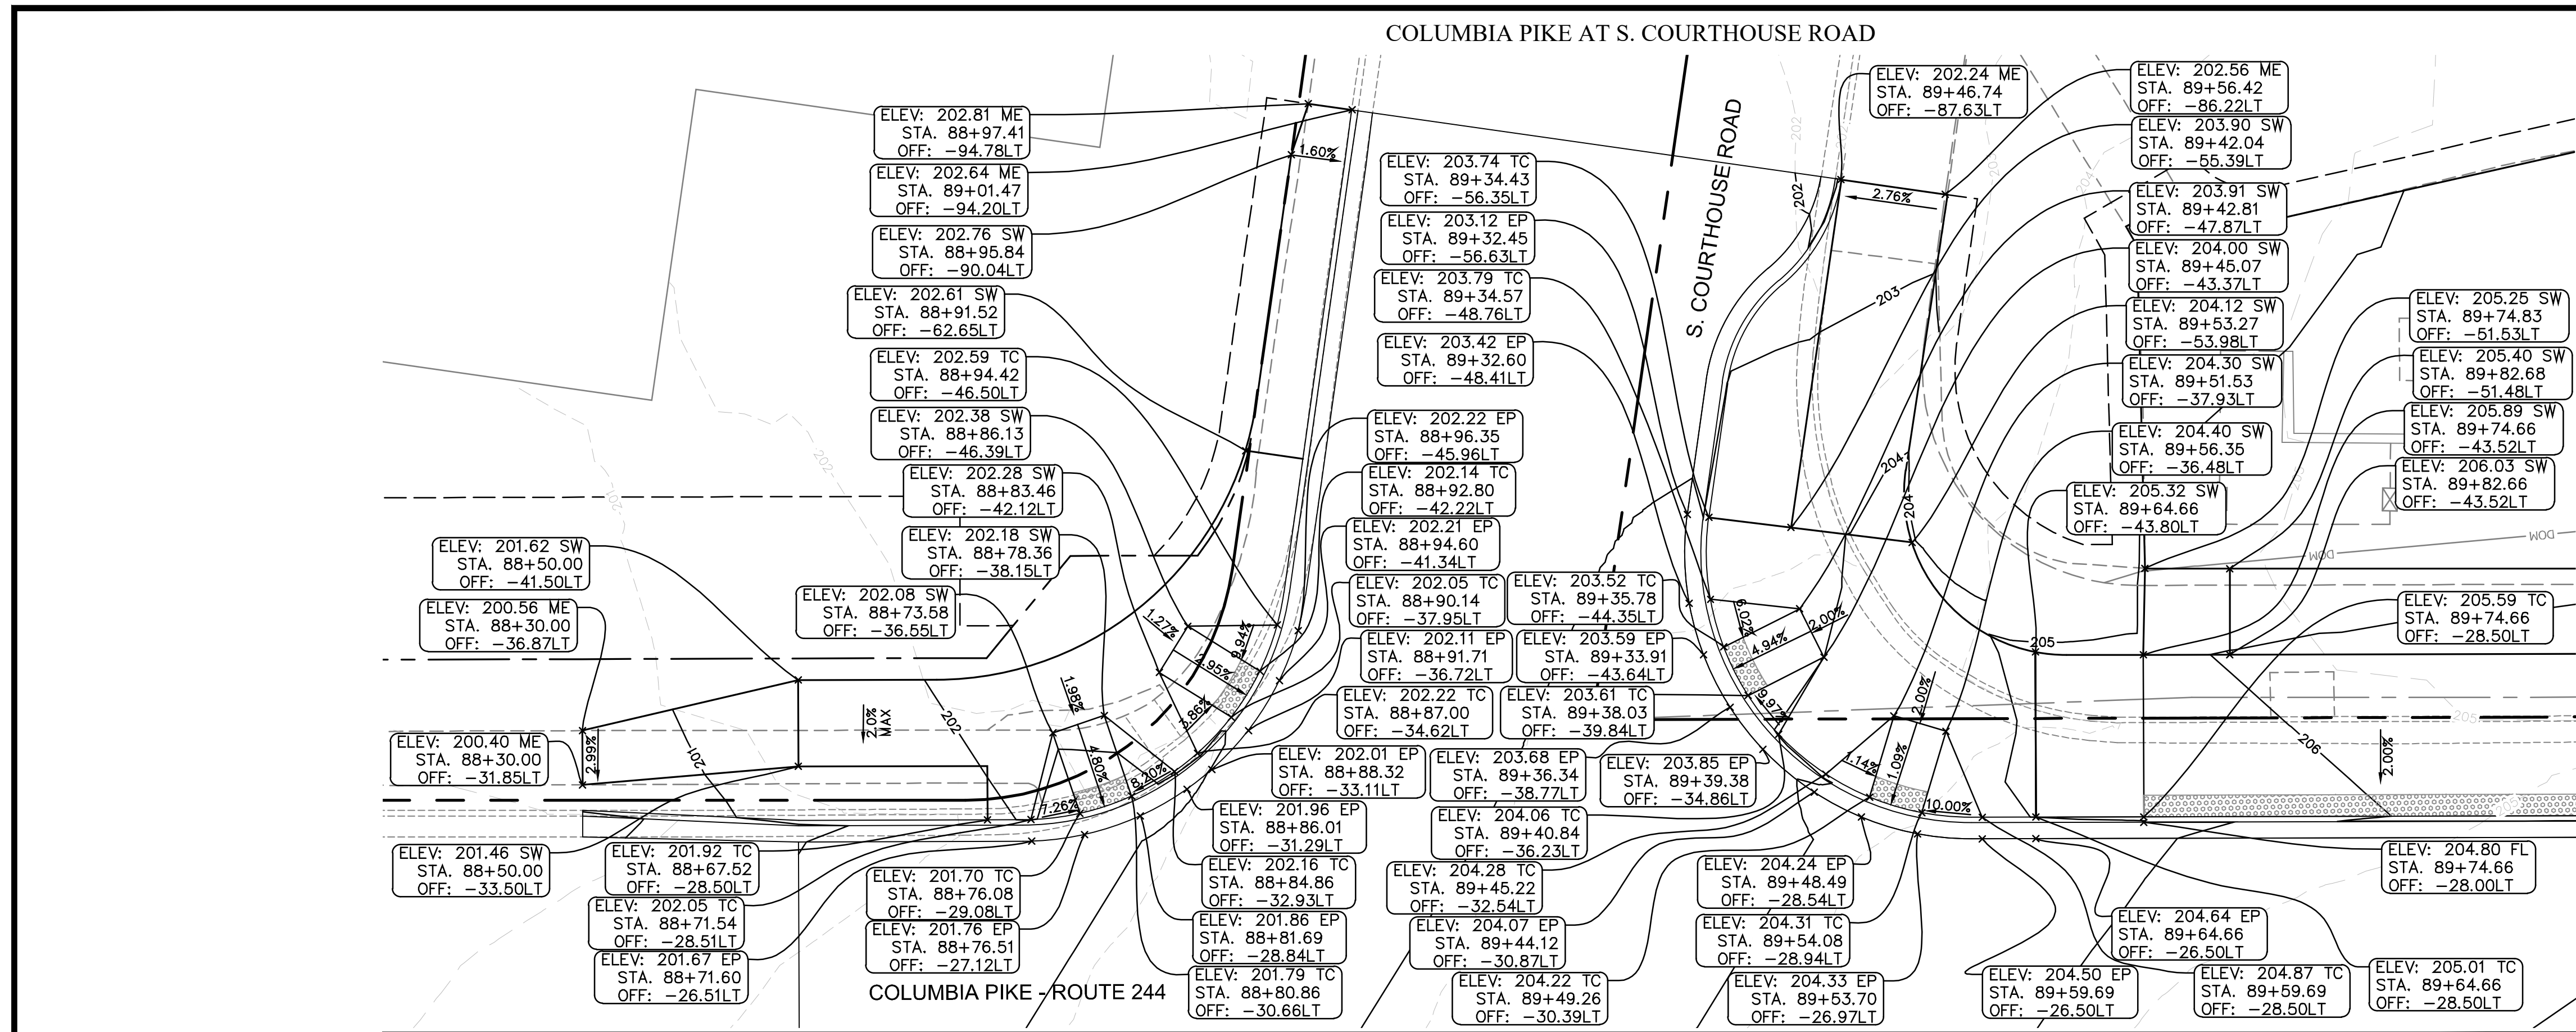 COLUMBIA PIKE AT S. COURTHOUSE ROAD
ELEV: 202.81 ME
STA. 88+97.41
OFF: -94.78LT
ELEV: 202.64 ME
STA. 89+01.47
OFF: -94.20LT
ELEV: 202.76 SW
STA. 88+95.84
OFF: -90.04LT
ELEV: 202.61 SW
STA. 88+91.52
OFF: -62.65LT
ELEV: 202.59 TC
STA. 88+94.42
OFF: -46.50LT
ELEV: 202.38 SW
STA. 88+86.13
OFF: -46.39LT
ELEV: 202.28 SW
STA. 88+83.46
OFF: -42.12LT
ELEV: 202.18 SW
STA. 88+78.36
OFF: -38.15LT
ELEV: 202.08 SW
STA. 88+73.58
OFF: -36.55LT
ELEV: 201.62 SW
STA. 88+50.00
OFF: -41.50LT
ELEV: 200.56 ME
STA. 88+30.00
OFF: -36.87LT
ELEV: 200.40 ME
STA. 88+30.00
OFF: -31.85LT
ELEV: 201.46 SW
STA. 88+50.00
OFF: -33.50LT
ELEV: 201.92 TC
STA. 88+67.52
OFF: -28.50LT
ELEV: 202.05 TC
STA. 88+71.54
OFF: -28.51LT
ELEV: 201.67 EP
STA. 88+71.60
OFF: -26.51LT
ELEV: 201.70 TC
STA. 88+76.08
OFF: -29.08LT
ELEV: 201.76 EP
STA. 88+76.51
OFF: -27.12LT
COLUMBIA PIKE - ROUTE 244
ELEV: 202.22 EP
STA. 88+96.35
OFF: -45.96LT
ELEV: 202.14 TC
STA. 88+92.80
OFF: -42.22LT
ELEV: 202.21 EP
STA. 88+94.60
OFF: -41.34LT
ELEV: 202.05 TC
STA. 88+90.14
OFF: -37.95LT
ELEV: 202.11 EP
STA. 88+91.71
OFF: -36.72LT
ELEV: 202.22 TC
STA. 88+87.00
OFF: -34.62LT
ELEV: 202.01 EP
STA. 88+88.32
OFF: -33.11LT
ELEV: 201.96 EP
STA. 88+86.01
OFF: -31.29LT
ELEV: 202.16 TC
STA. 88+84.86
OFF: -32.93LT
ELEV: 201.86 EP
STA. 88+81.69
OFF: -28.84LT
ELEV: 201.79 TC
STA. 88+80.86
OFF: -30.66LT
ELEV: 203.74 TC
STA. 89+34.43
OFF: -56.35LT
ELEV: 203.12 EP
STA. 89+32.45
OFF: -56.63LT
ELEV: 203.79 TC
STA. 89+34.57
OFF: -48.76LT
ELEV: 203.42 EP
STA. 89+32.60
OFF: -48.41LT
ELEV: 203.52 TC
STA. 89+35.78
OFF: -44.35LT
ELEV: 203.59 EP
STA. 89+33.91
OFF: -43.64LT
ELEV: 203.61 TC
STA. 89+38.03
OFF: -39.84LT
ELEV: 203.68 EP
STA. 89+36.34
OFF: -38.77LT
ELEV: 203.85 EP
STA. 89+39.38
OFF: -34.86LT
ELEV: 204.06 TC
STA. 89+40.84
OFF: -36.23LT
ELEV: 204.28 TC
STA. 89+45.22
OFF: -32.54LT
ELEV: 204.07 EP
STA. 89+44.12
OFF: -30.87LT
ELEV: 204.22 TC
STA. 89+49.26
OFF: -30.39LT
ELEV: 204.24 EP
STA. 89+48.49
OFF: -28.54LT
ELEV: 204.31 TC
STA. 89+54.08
OFF: -28.94LT
ELEV: 204.33 EP
STA. 89+53.70
OFF: -26.97LT
S. COURTHOUSE ROAD
ELEV: 202.24 ME
STA. 89+46.74
OFF: -87.63LT
ELEV: 202.56 ME
STA. 89+56.42
OFF: -86.22LT
ELEV: 203.90 SW
STA. 89+42.04
OFF: -55.39LT
ELEV: 203.91 SW
STA. 89+42.81
OFF: -47.87LT
ELEV: 204.00 SW
STA. 89+45.07
OFF: -43.37LT
ELEV: 204.12 SW
STA. 89+53.27
OFF: -53.98LT
ELEV: 204.30 SW
STA. 89+51.53
OFF: -37.93LT
ELEV: 204.40 SW
STA. 89+56.35
OFF: -36.48LT
ELEV: 205.32 SW
STA. 89+64.66
OFF: -43.80LT
ELEV: 205.25 SW
STA. 89+74.83
OFF: -51.53LT
ELEV: 205.40 SW
STA. 89+82.68
OFF: -51.48LT
ELEV: 205.89 SW
STA. 89+74.66
OFF: -43.52LT
ELEV: 206.03 SW
STA. 89+82.66
OFF: -43.52LT
ELEV: 205.59 TC
STA. 89+74.66
OFF: -28.50LT
ELEV: 204.80 FL
STA. 89+74.66
OFF: -28.00LT
ELEV: 204.64 EP
STA. 89+64.66
OFF: -26.50LT
ELEV: 204.50 EP
STA. 89+59.69
OFF: -26.50LT
ELEV: 204.87 TC
STA. 89+59.69
OFF: -28.50LT
ELEV: 205.01 TC
STA. 89+64.66
OFF: -28.50LT
1.60%
2.76%
1.27%
9.94%
4.95%
3.86%
1.98%
4.80%
8.20%
7.26%
2.0%
MAX
2.99%
6.02%
2.00%
4.94%
9.97%
2.00%
1.14%
1.09%
10.00%
2.00%
201
202
202
203
204
204
205
206
201
202
202
203
204
205
205
DOM
DOM